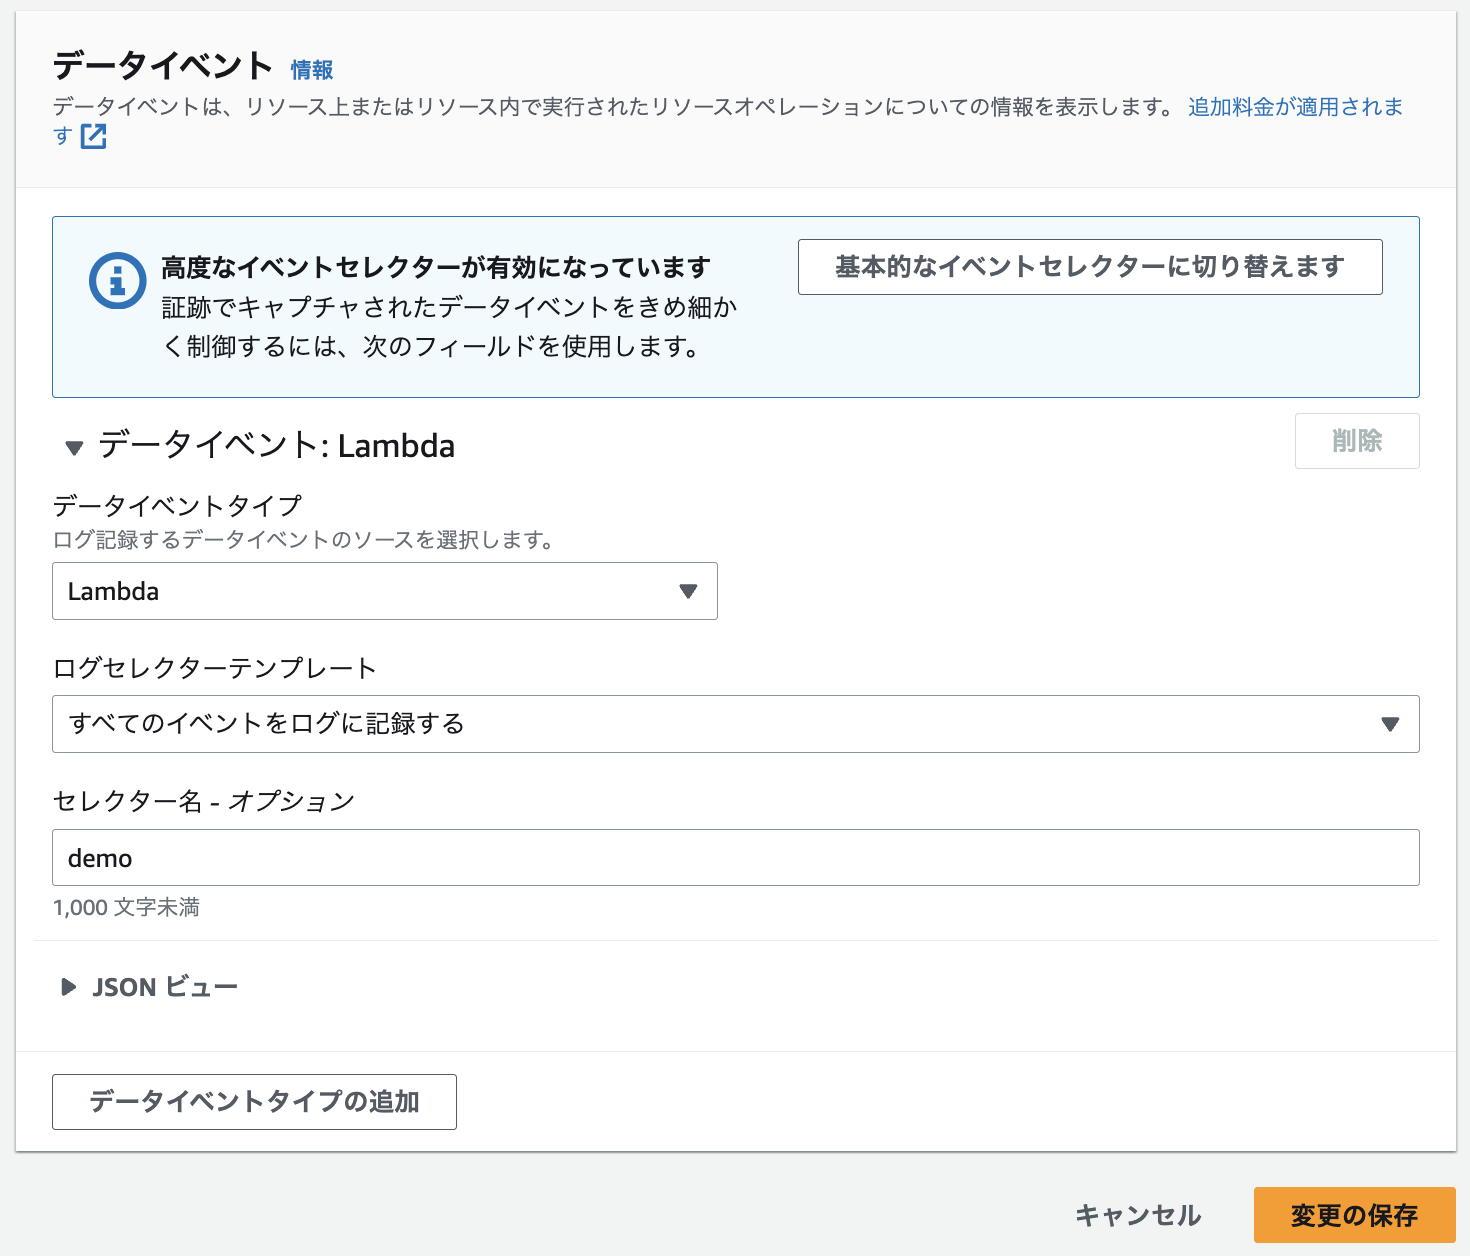 データイベント 情報
データイベントは、リソース上またはリソース内で実行されたリソースオペレーションについての情報を表示します。 追加料金が適用されま
す
高度なイベントセレクターが有効になっています
証跡でキャプチャされたデータイベントをきめ細か
く制御するには、次のフィールドを使用します。
基本的なイベントセレクターに切り替えます
データイベント: Lambda
削除
データイベントタイプ
ログ記録するデータイベントのソースを選択します。
Lambda
ログセレクターテンプレート
すべてのイベントをログに記録する
セレクター名 - オプション
demo
1,000 文字未満
JSON ビュー
データイベントタイプの追加
キャンセル
変更の保存